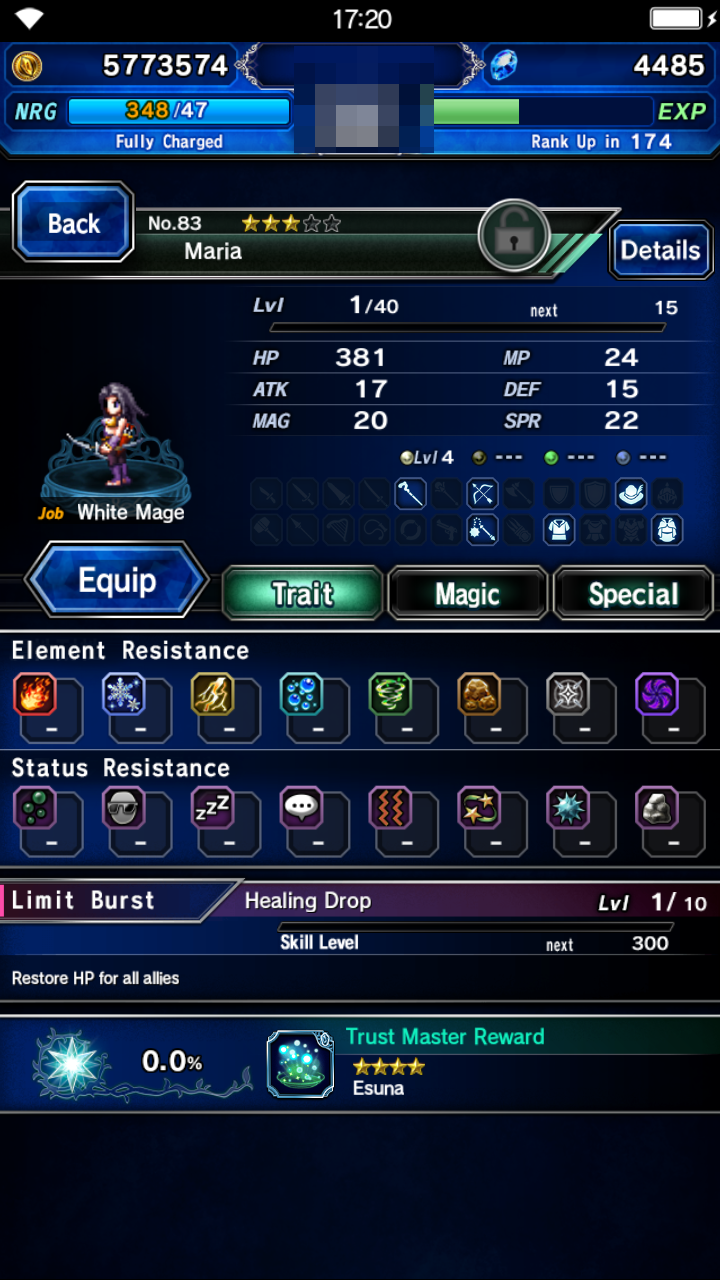 17:20
5773574
4485
NRG 348/47
EXP
Fully Charged
Rank Up in 174
Back
No.83
Maria
Details
Lvl 1/40 next 15
HP 381 MP 24
ATK 17 DEF 15
MAG 20 SPR 22
Lvl 4 --- --- ---
Job White Mage
Equip
Trait
Magic
Special
Element Resistance
- - - - - - - -
Status Resistance
zzZ
- - - - - - - -
Limit Burst
Healing Drop
Lvl 1/ 10
Skill Level next 300
Restore HP for all allies
0.0%
Trust Master Reward
Esuna